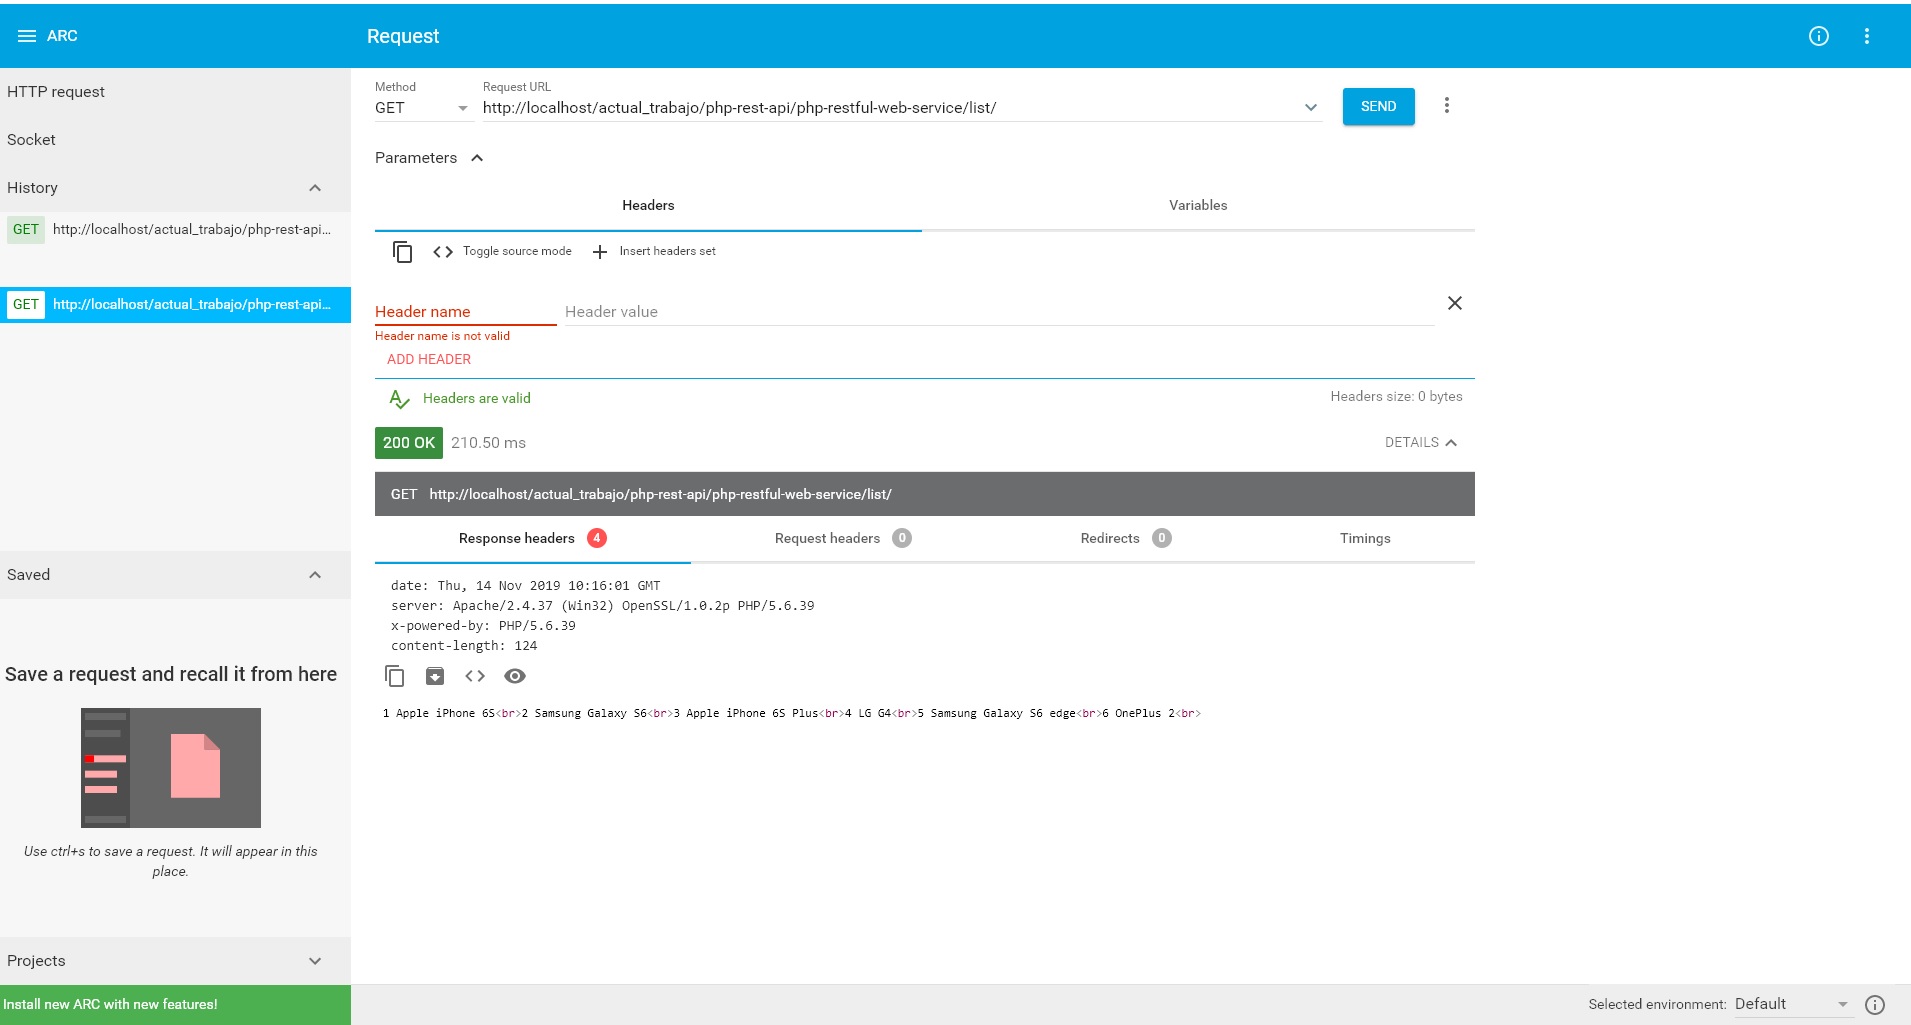 ARC
Request
HTTP request
Socket
History
GET http://localhost/actual_trabajo/php-rest-api...
GET http://localhost/actual_trabajo/php-rest-api...
Saved
Save a request and recall it from here
Use ctrl+s to save a request. It will appear in this
place.
Projects
Install new ARC with new features!
Method
GET
Request URL
http://localhost/actual_trabajo/php-rest-api/php-restful-web-service/list/
SEND
Parameters
Headers Variables
Toggle source mode Insert headers set
Header name Header value
Header name is not valid
ADD HEADER
Headers are valid Headers size: 0 bytes
200 OK 210.50 ms DETAILS
GET http://localhost/actual_trabajo/php-rest-api/php-restful-web-service/list/
Response headers 4 Request headers 0 Redirects 0 Timings
date: Thu, 14 Nov 2019 10:16:01 GMT
server: Apache/2.4.37 (Win32) OpenSSL/1.0.2p PHP/5.6.39
x-powered-by: PHP/5.6.39
content-length: 124
1 Apple iPhone 6S<br>2 Samsung Galaxy S6<br>3 Apple iPhone 6S Plus<br>4 LG G4<br>5 Samsung Galaxy S6 edge<br>6 OnePlus 2<br>
Selected environment: Default